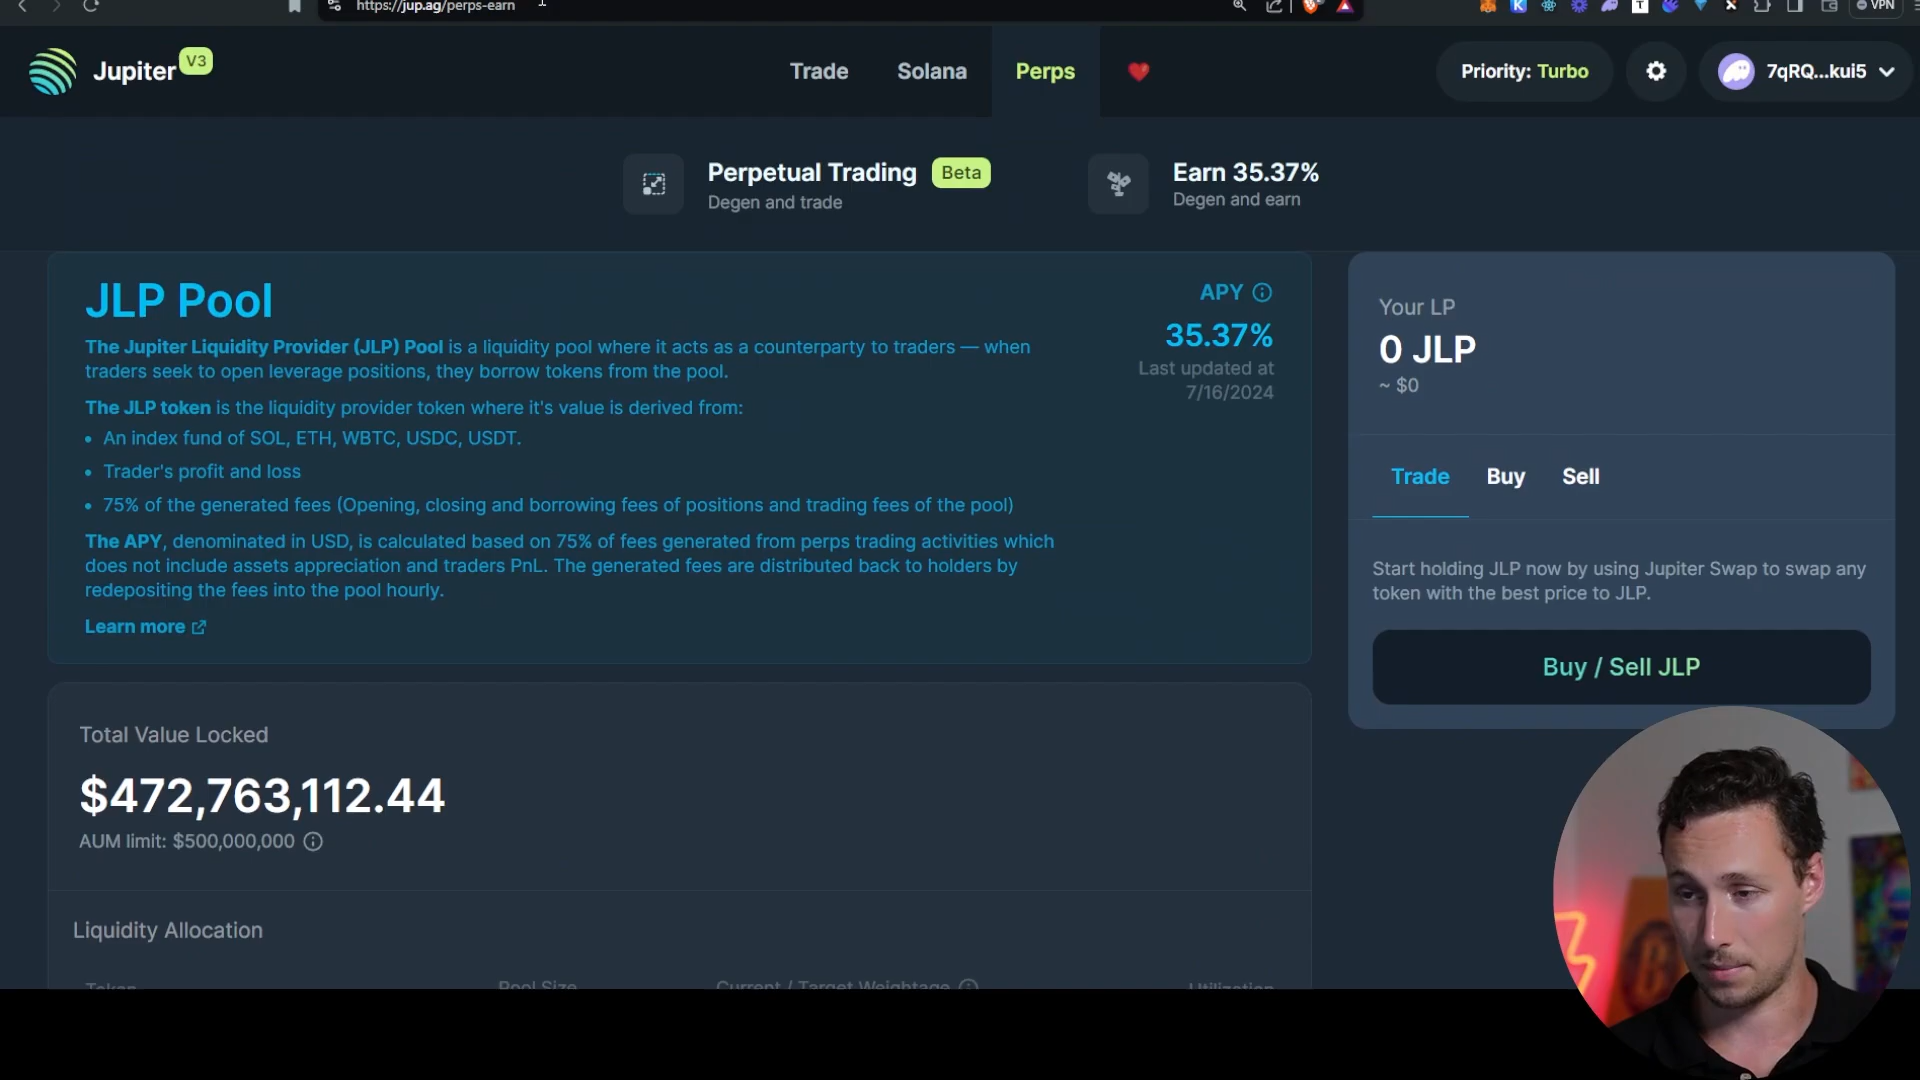 https://jup.ag/perps-earn
VPN
Jupiter V3
Trade
Solana
Perps
Priority: Turbo
7qRQ...kui5
Perpetual Trading Beta
Degen and trade
Earn 35.37%
Degen and earn
JLP Pool
APY
35.37%
Last updated at
7/16/2024
The Jupiter Liquidity Provider (JLP) Pool is a liquidity pool where it acts as a counterparty to traders — when
traders seek to open leverage positions, they borrow tokens from the pool.
The JLP token is the liquidity provider token where it's value is derived from:
• An index fund of SOL, ETH, WBTC, USDC, USDT.
• Trader's profit and loss
• 75% of the generated fees (Opening, closing and borrowing fees of positions and trading fees of the pool)
The APY, denominated in USD, is calculated based on 75% of fees generated from perps trading activities which
does not include assets appreciation and traders PnL. The generated fees are distributed back to holders by
redepositing the fees into the pool hourly.
Learn more
Your LP
0 JLP
~ $0
Trade
Buy
Sell
Start holding JLP now by using Jupiter Swap to swap any
token with the best price to JLP.
Buy / Sell JLP
Total Value Locked
$472,763,112.44
AUM limit: $500,000,000
Liquidity Allocation
Token
Pool Size
Current / Target Weightage
Utilization